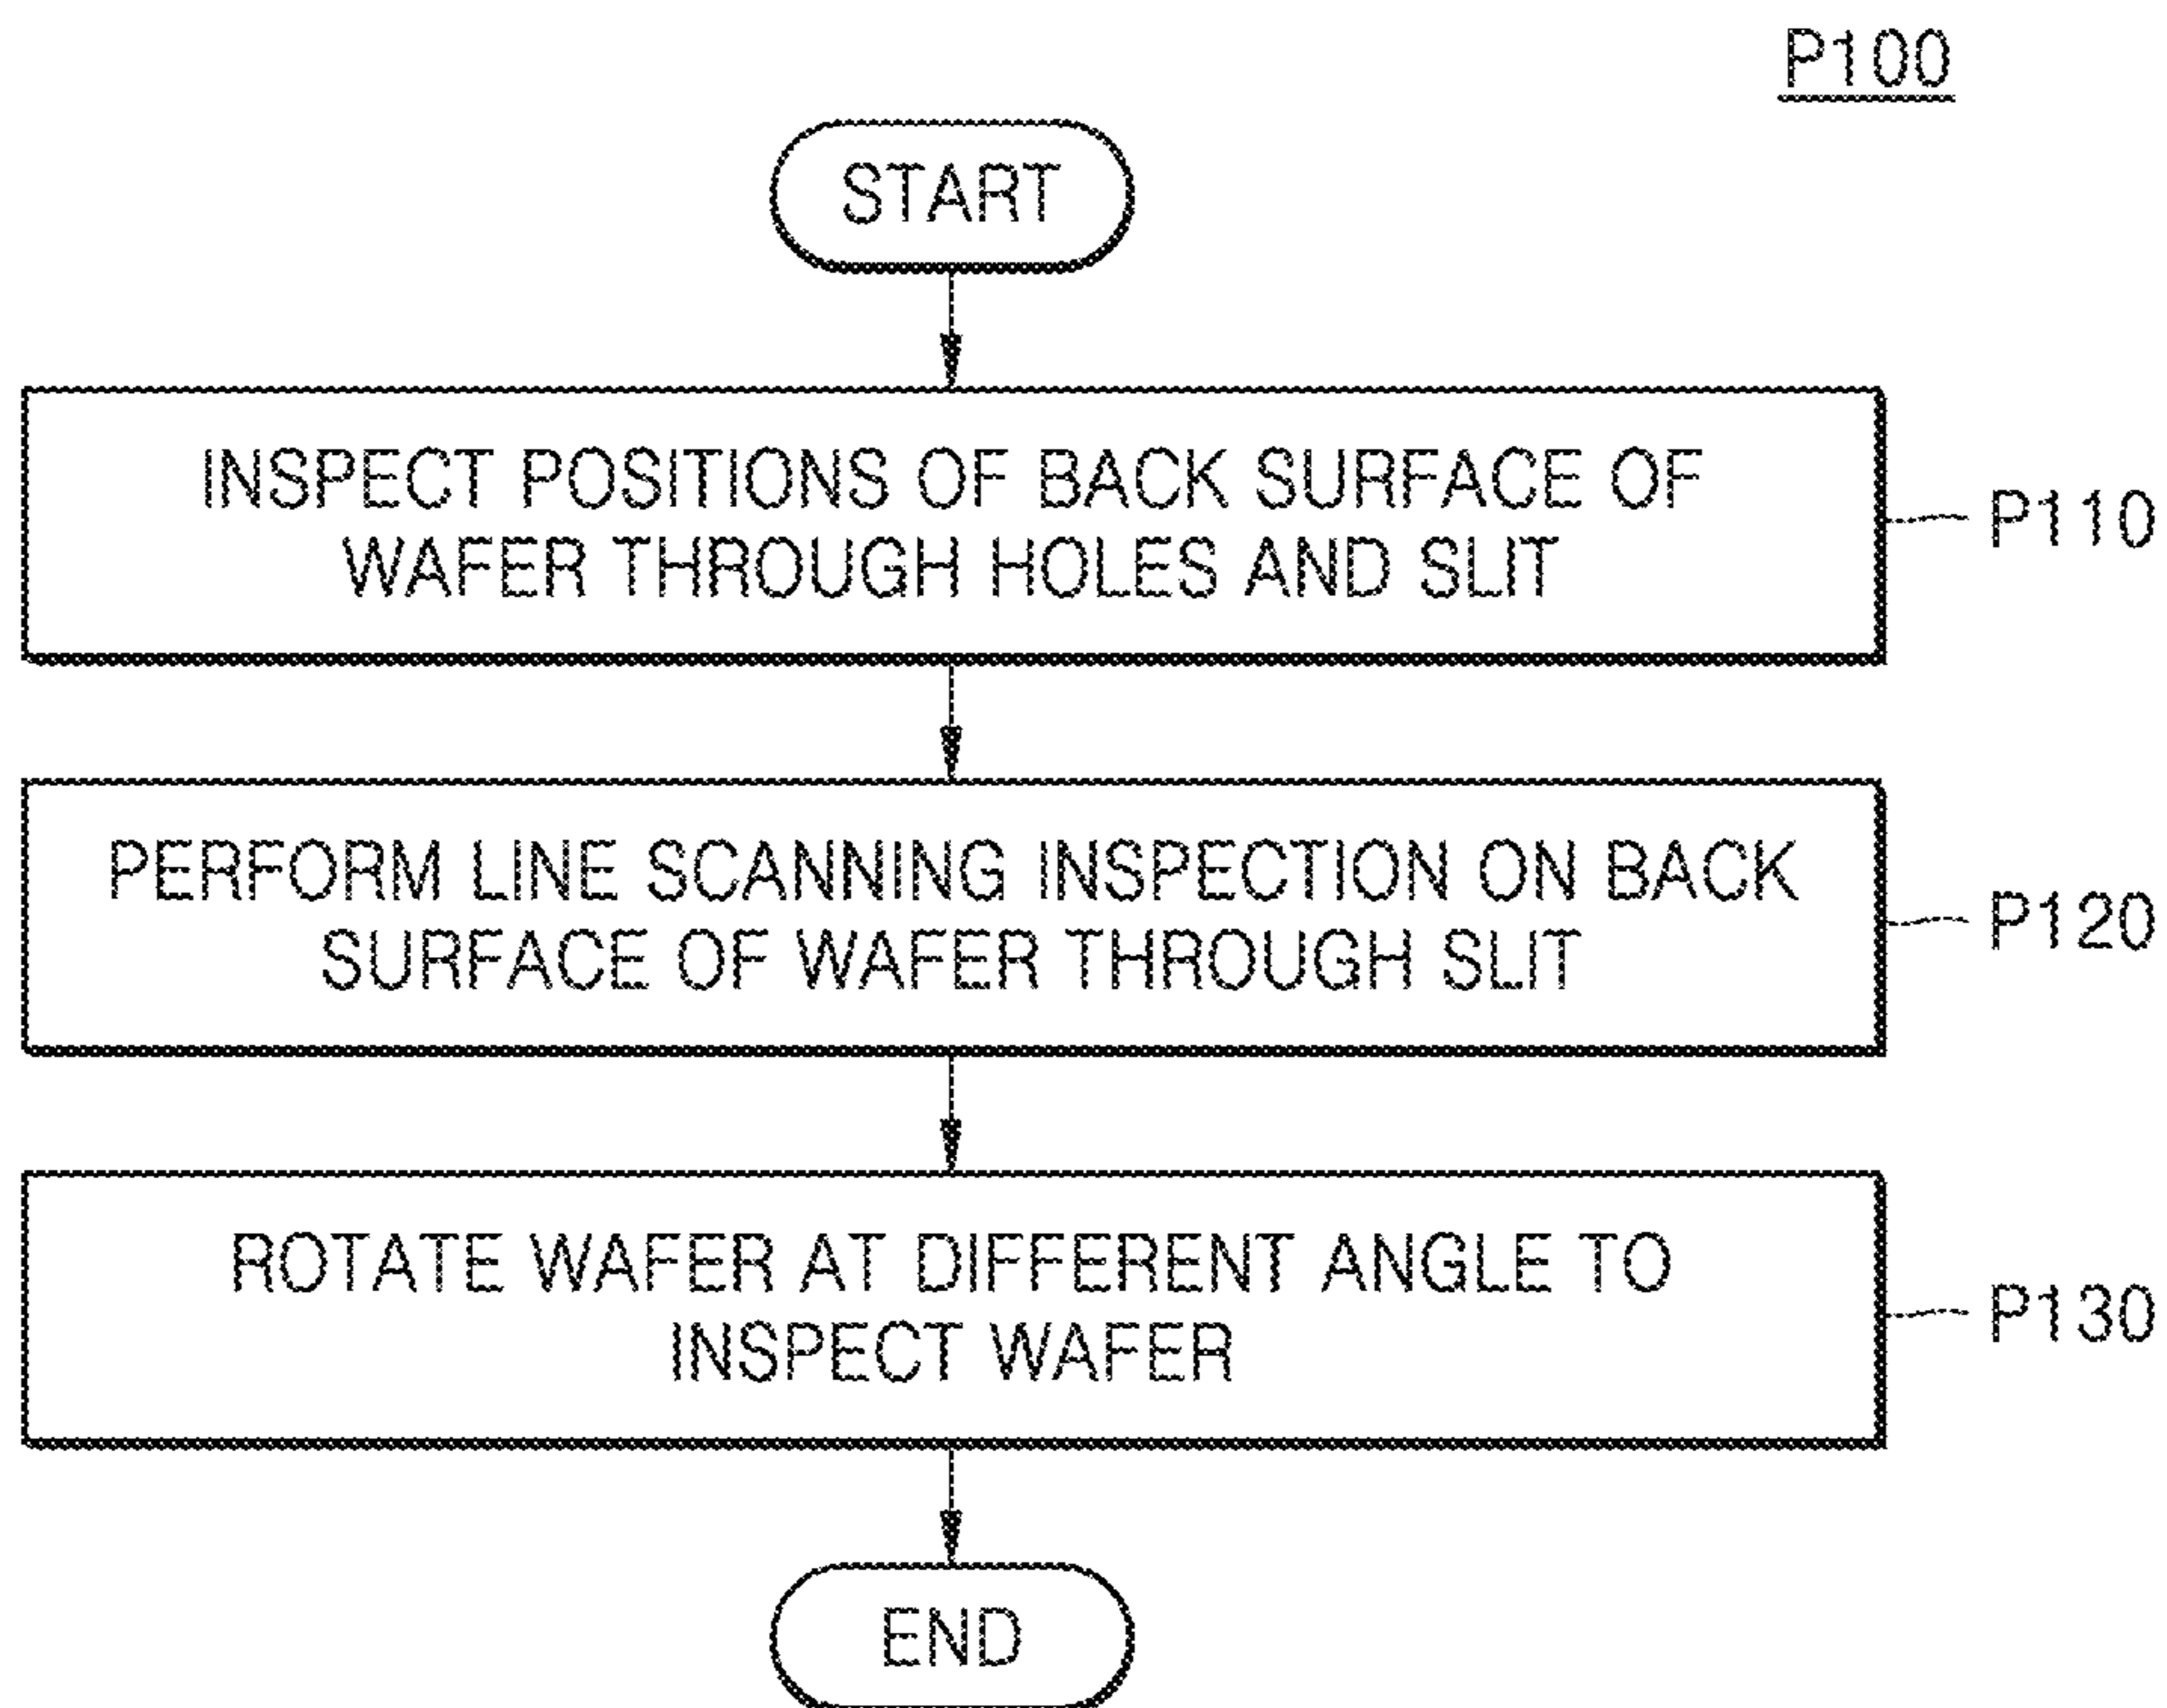 P100
START
INSPECT POSITIONS OF BACK SURFACE OF
WAFER THROUGH HOLES AND SLIT
P110
PERFORM LINE SCANNING INSPECTION ON BACK
SURFACE OF WAFER THROUGH SLIT
P120
ROTATE WAFER AT DIFFERENT ANGLE TO
INSPECT WAFER
P130
END